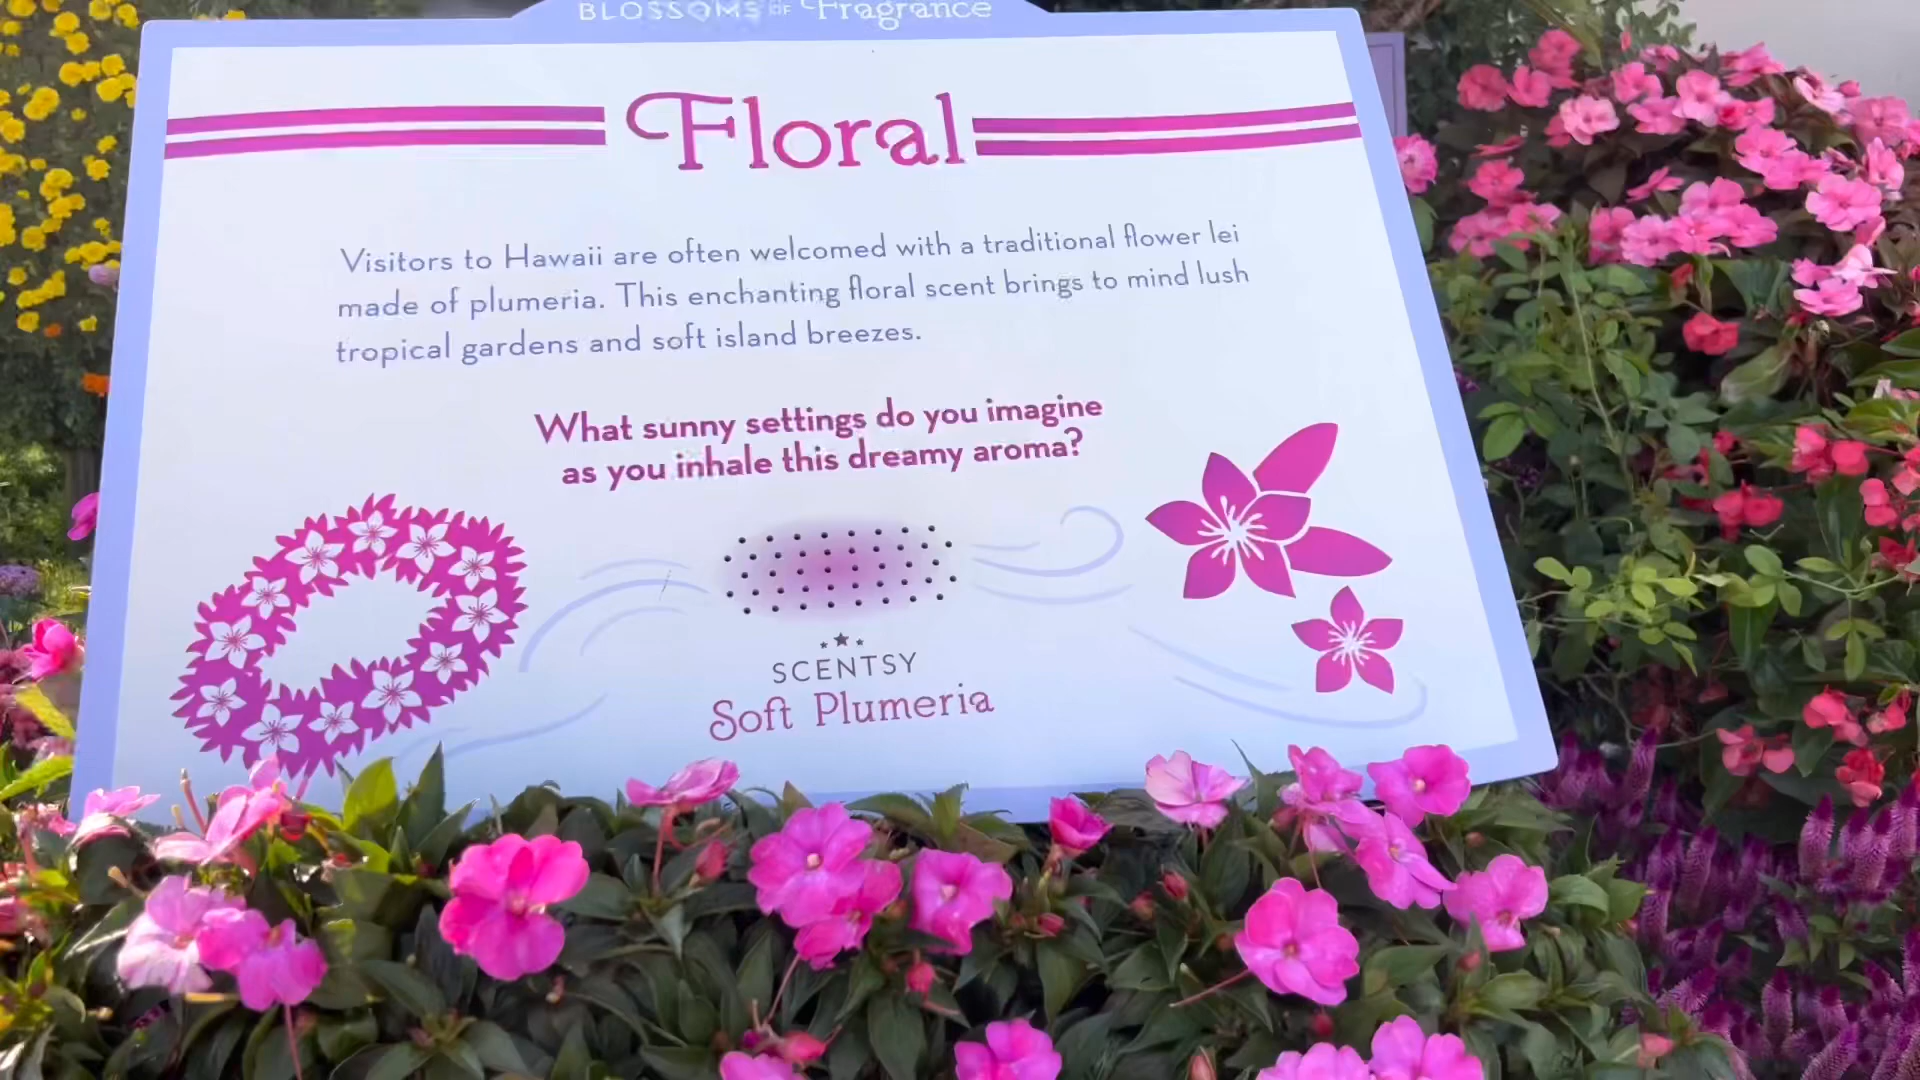 BLOSSOMS OF Fragrance
Floral
Visitors to Hawaii are often welcomed with a traditional flower lei
made of plumeria. This enchanting floral scent brings to mind lush
tropical gardens and soft island breezes.
What sunny settings do you imagine
as you inhale this dreamy aroma?
SCENTSY
Soft Plumeria